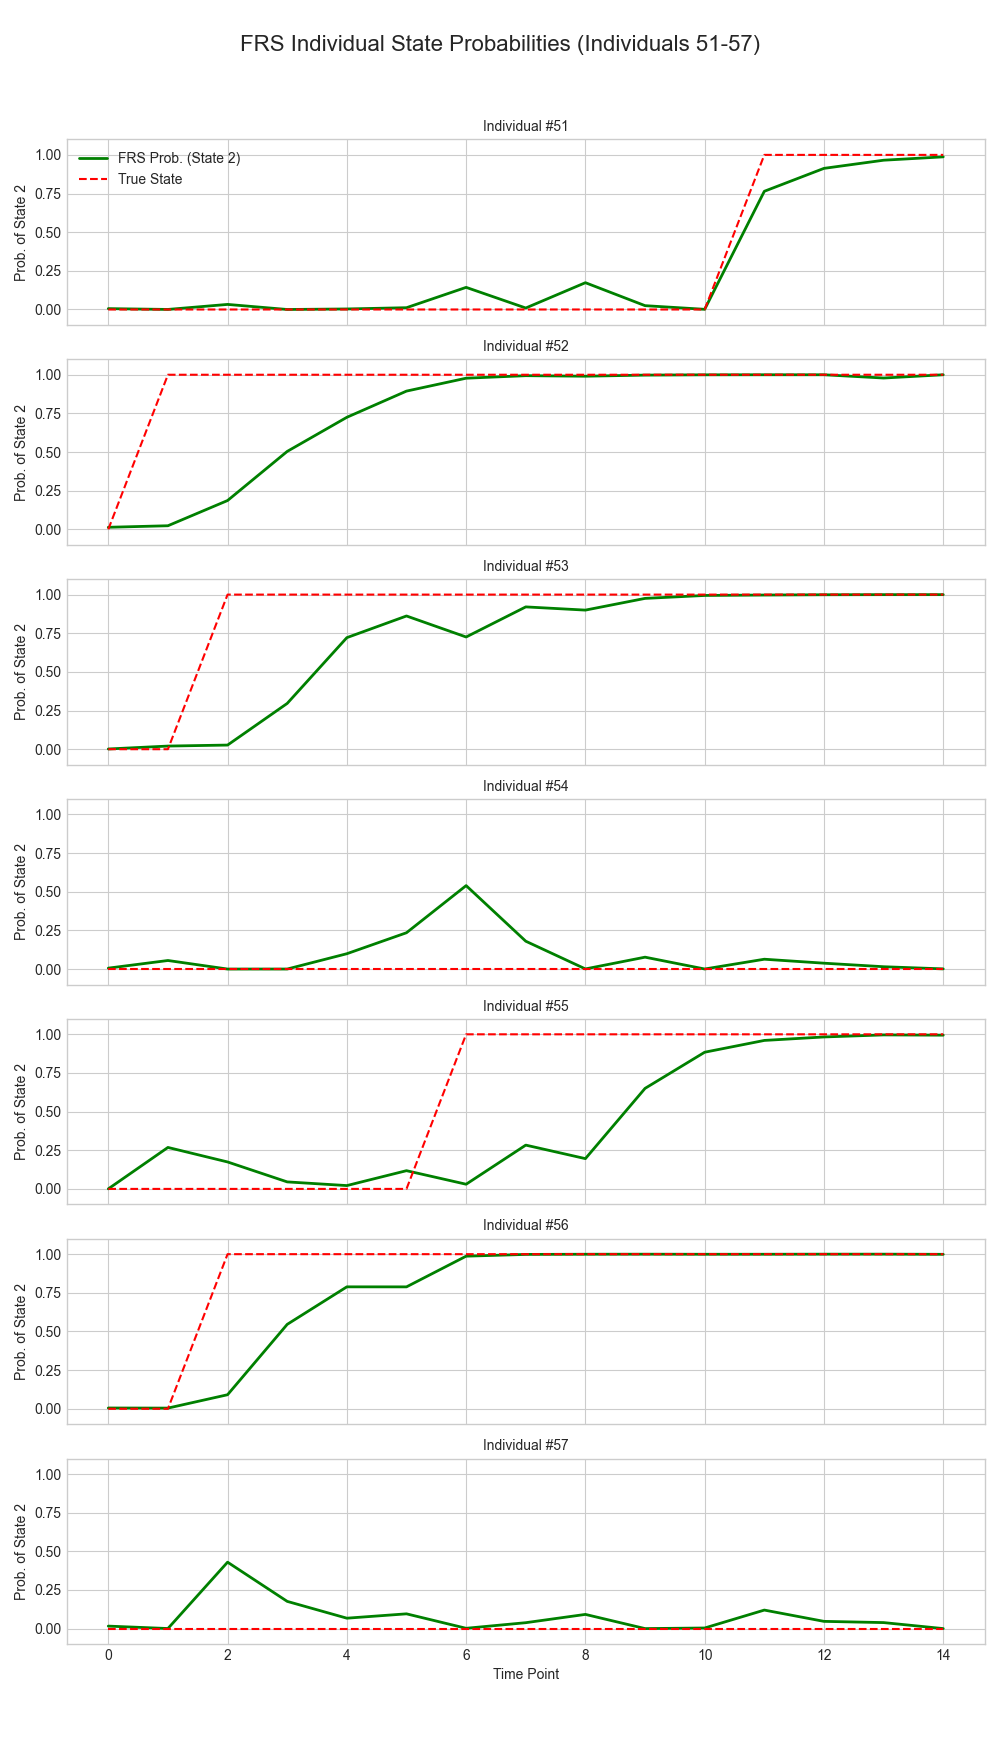 FRS Individual State Probabilities (Individuals 51-57)
Individual #51
FRS Prob. (State 2)
True State
Prob. of State 2
1.00
0.75
0.50
0.25
0.00
Individual #52
Prob. of State 2
1.00
0.75
0.50
0.25
0.00
Individual #53
Prob. of State 2
1.00
0.75
0.50
0.25
0.00
Individual #54
Prob. of State 2
1.00
0.75
0.50
0.25
0.00
Individual #55
Prob. of State 2
1.00
0.75
0.50
0.25
0.00
Individual #56
Prob. of State 2
1.00
0.75
0.50
0.25
0.00
Individual #57
Prob. of State 2
1.00
0.75
0.50
0.25
0.00
0 2 4 6 8 10 12 14
Time Point